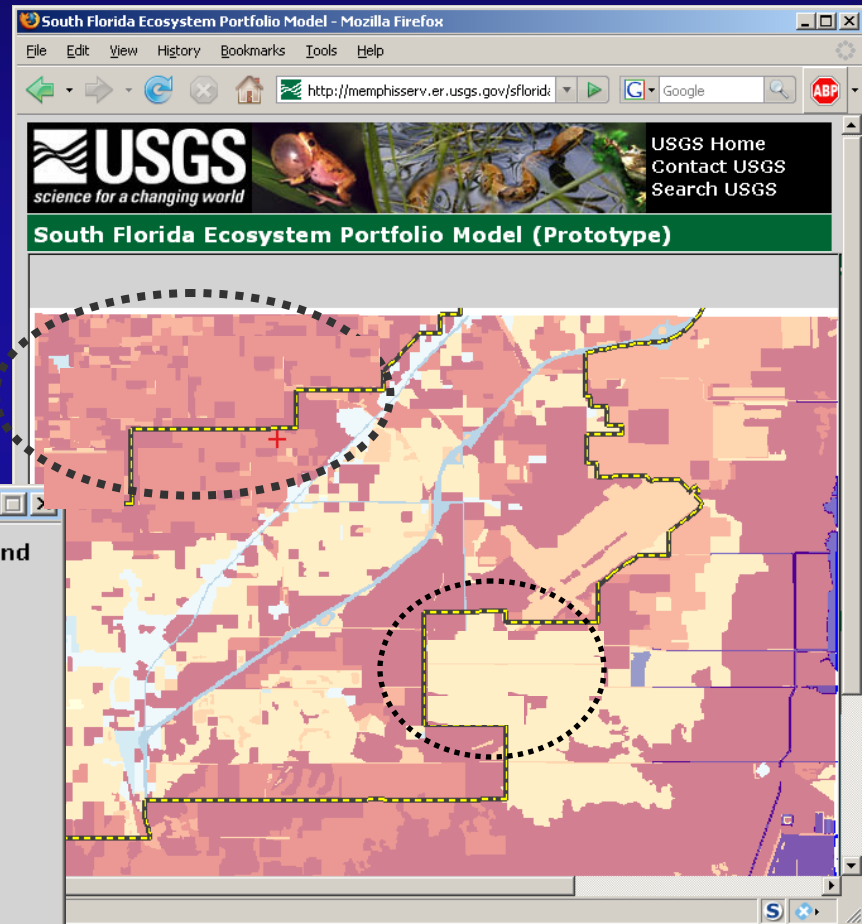 South Florida Ecosystem Portfolio Model - Mozilla Firefox
File Edit View History Bookmarks Tools Help
http://memphisserv.er.usgs.gov/sflorida
G Google
ABP
USGS
science for a changing world
USGS Home
Contact USGS
Search USGS
South Florida Ecosystem Portfolio Model (Prototype)
nd
S